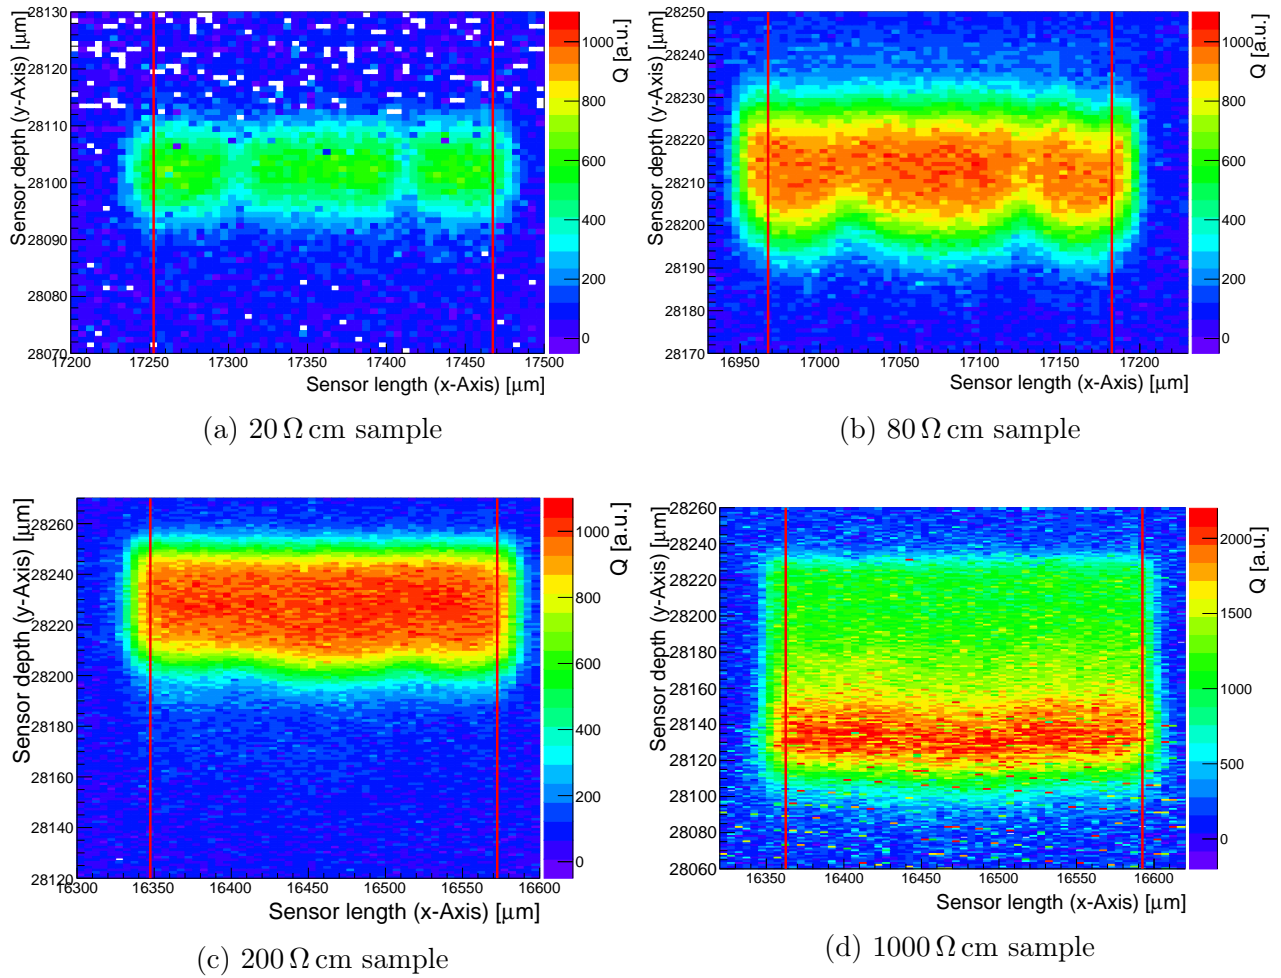 28130
28120
28110
28100
28090
28080
28070
Sensor depth (y-Axis) [μm]
17200 17250 17300 17350 17400 17450 17500
Sensor length (x-Axis) [μm]
1000
800
600
400
200
0
Q [a.u.]
(a) 20 Ω cm sample
28250
28240
28230
28220
28210
28200
28190
28180
28170
Sensor depth (y-Axis) [μm]
16950 17000 17050 17100 17150 17200
Sensor length (x-Axis) [μm]
1000
800
600
400
200
0
Q [a.u.]
(b) 80 Ω cm sample
28260
28240
28220
28200
28180
28160
28140
28120
Sensor depth (y-Axis) [μm]
16300 16350 16400 16450 16500 16550 16600
Sensor length (x-Axis) [μm]
1000
800
600
400
200
0
Q [a.u.]
(c) 200 Ω cm sample
28260
28240
28220
28200
28180
28160
28140
28120
28100
28080
28060
Sensor depth (y-Axis) [μm]
16350 16400 16450 16500 16550 16600
Sensor length (x-Axis) [μm]
2000
1500
1000
500
0
Q [a.u.]
(d) 1000 Ω cm sample